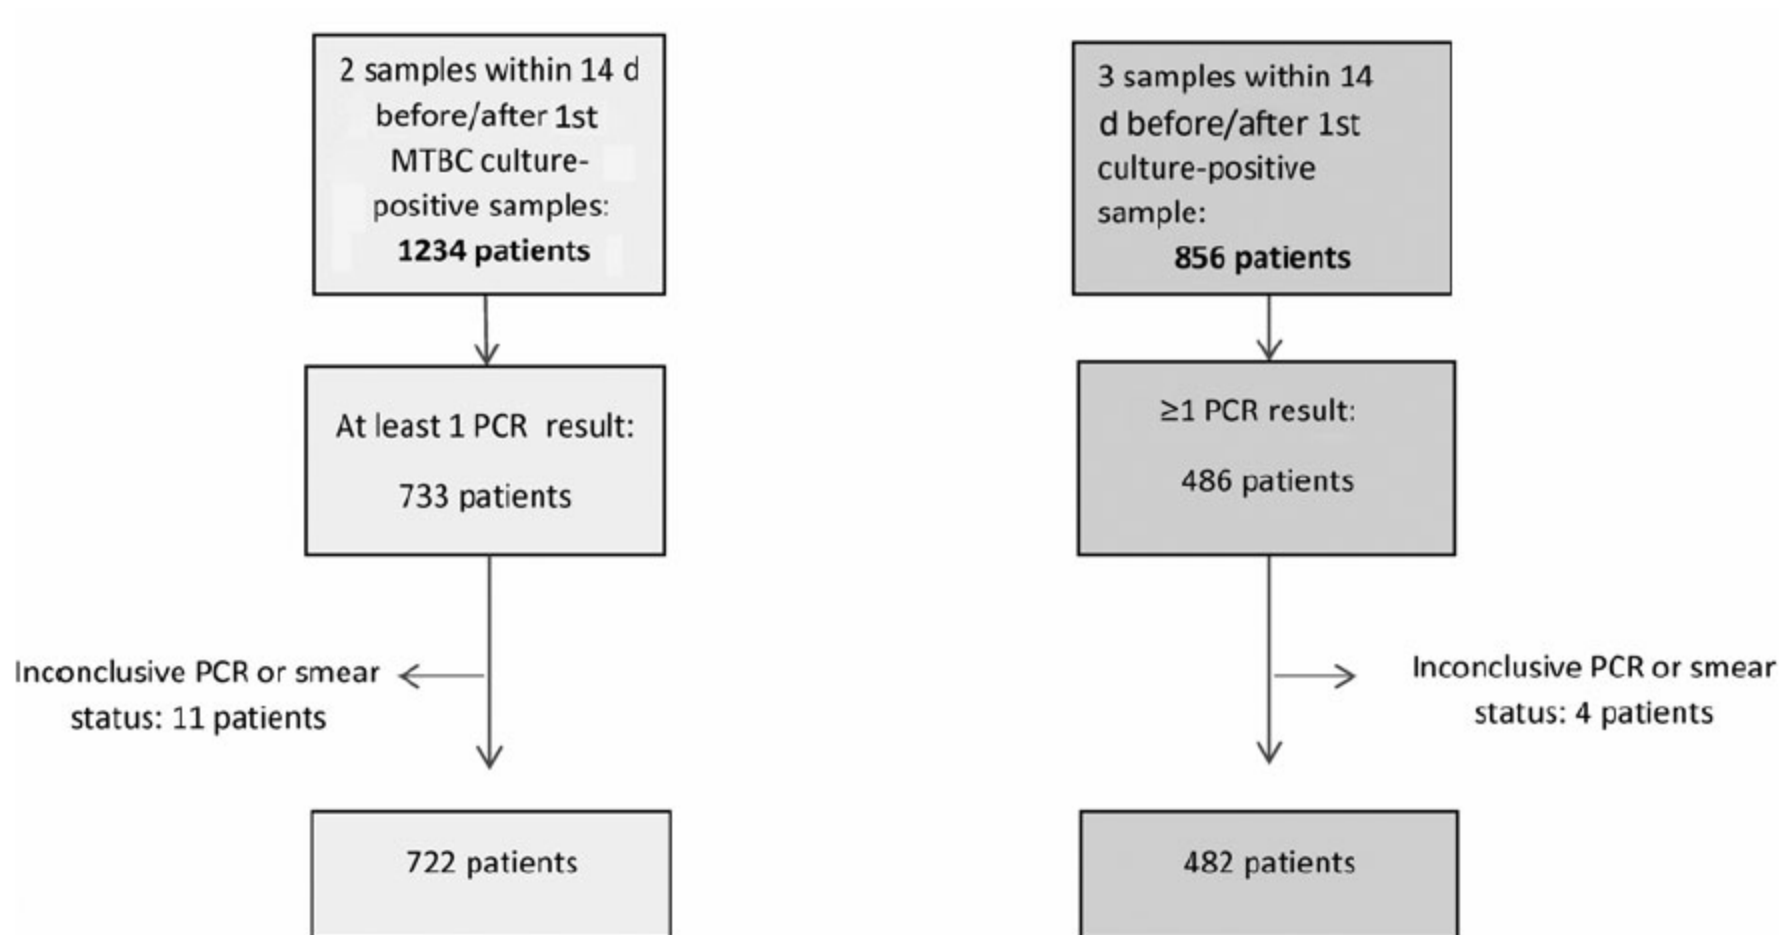 2 samples within 14 d
before/after 1st
MTBC culture-
positive samples:
1234 patients
At least 1 PCR result:
733 patients
Inconclusive PCR or smear
status: 11 patients
722 patients
3 samples within 14
d before/after 1st
culture-positive
sample:
856 patients
≥1 PCR result:
486 patients
Inconclusive PCR or smear
status: 4 patients
482 patients